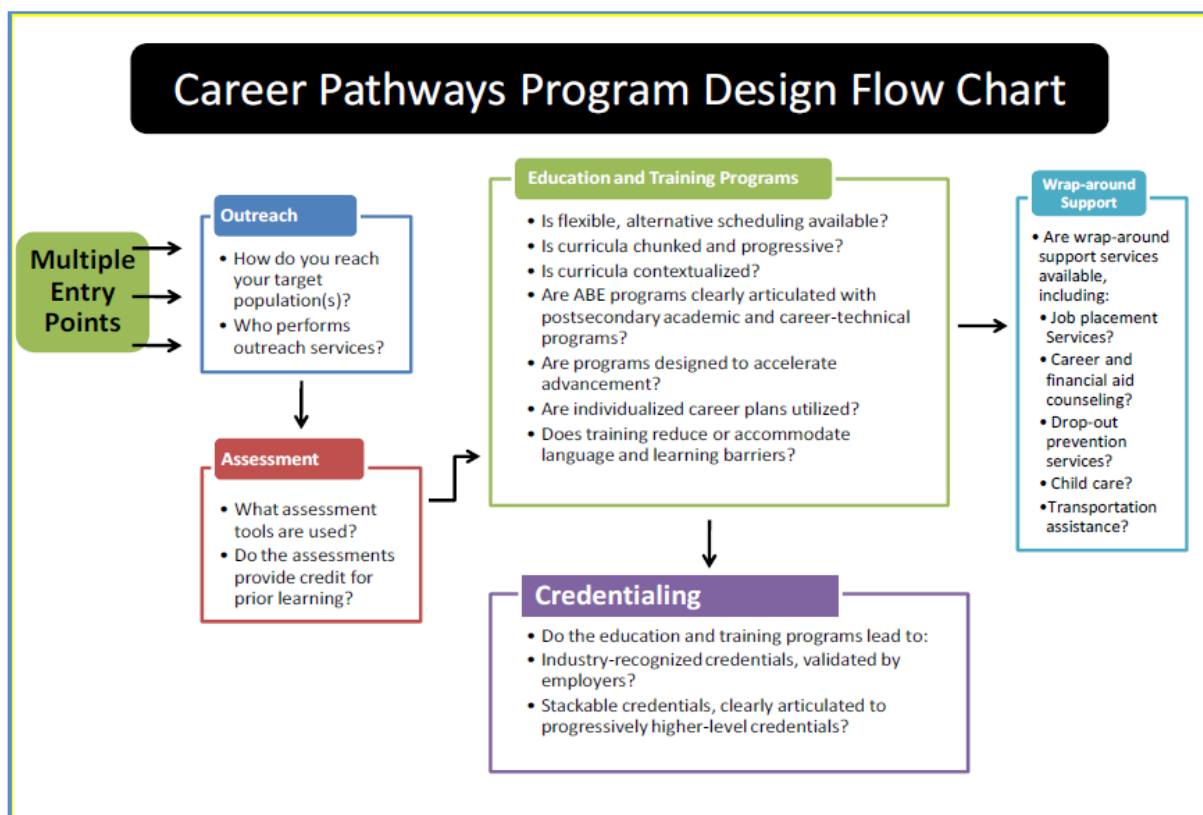 Career Pathways Program Design Flow Chart
Multiple
Entry
Points
Outreach
• How do you reach
your target
population(s)?
• Who performs
outreach services?
Assessment
• What assessment
tools are used?
• Do the assessments
provide credit for
prior learning?
Education and Training Programs
• Is flexible, alternative scheduling available?
• Is curricula chunked and progressive?
• Is curricula contextualized?
• Are ABE programs clearly articulated with
postsecondary academic and career-technical
programs?
• Are programs designed to accelerate
advancement?
• Are individualized career plans utilized?
• Does training reduce or accommodate
language and learning barriers?
Credentialing
• Do the education and training programs lead to:
• Industry-recognized credentials, validated by
employers?
• Stackable credentials, clearly articulated to
progressively higher-level credentials?
Wrap-around
Support
• Are wrap-around
support services
available,
including:
• Job placement
Services?
• Career and
financial aid
counseling?
• Drop-out
prevention
services?
• Child care?
•Transportation
assistance?